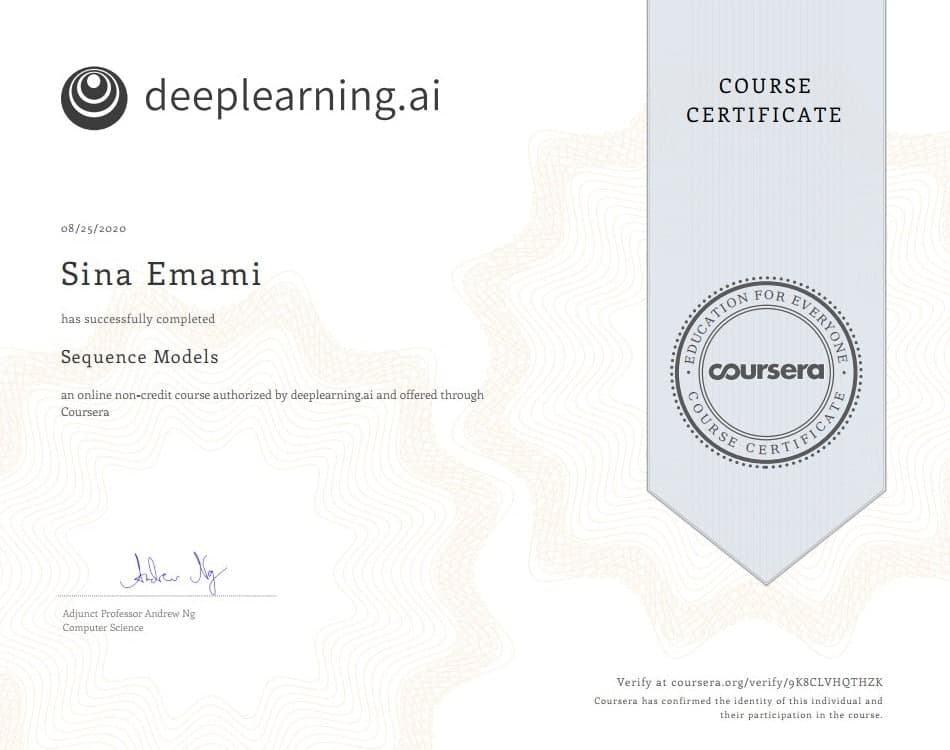 deeplearning.ai
COURSE
CERTIFICATE
08/25/2020
Sina Emami
has successfully completed
Sequence Models
an online non-credit course authorized by deeplearning.ai and offered through
Coursera
EDUCATION FOR EVERYONE
coursera
COURSE CERTIFICATE
Andrew Ng
Adjunct Professor Andrew Ng
Computer Science
Verify at coursera.org/verify/9K8CLVHQTHZK
Coursera has confirmed the identity of this individual and
their participation in the course.